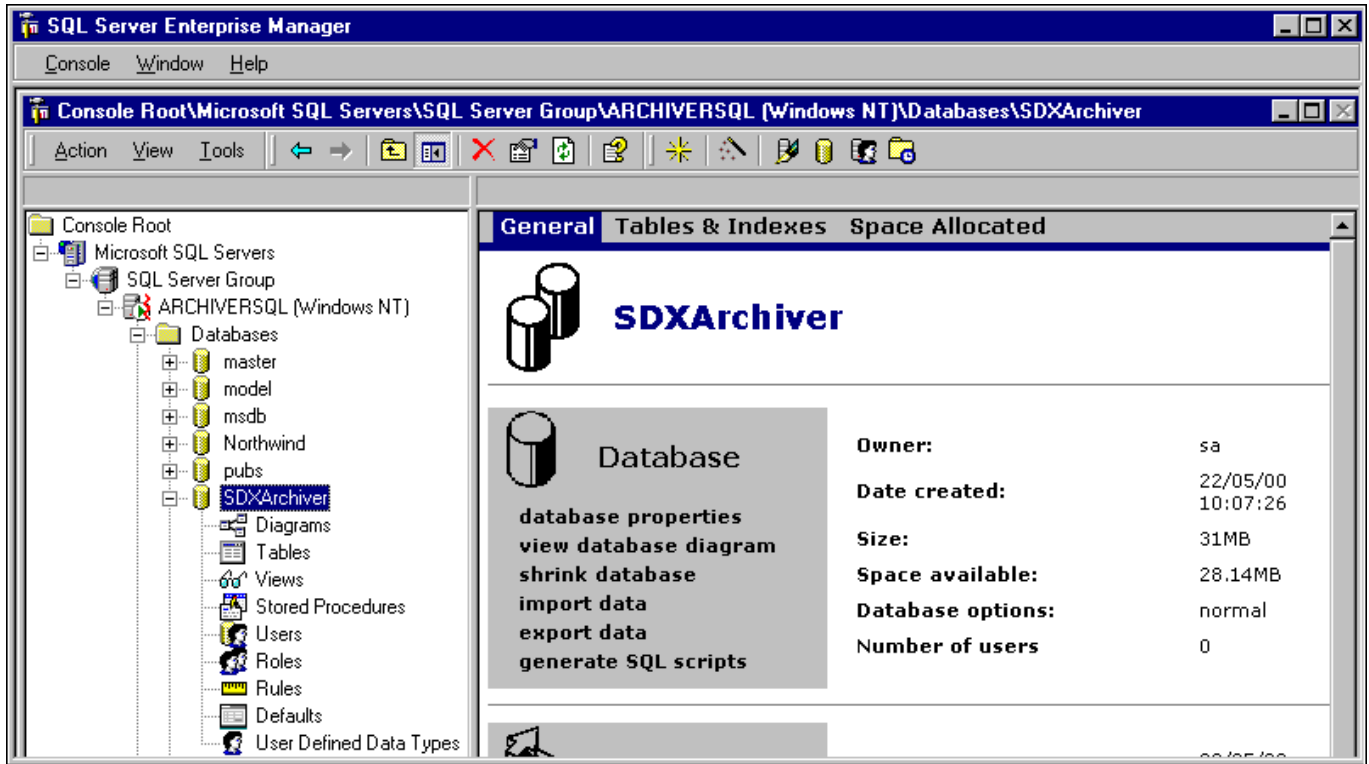 SQL Server Enterprise Manager
Console Window Help
Console Root\Microsoft SQL Servers\SQL Server Group\ARCHIVERSQL (Windows NT)\Databases\SDXArchiver
Action View Tools
Console Root
Microsoft SQL Servers
SQL Server Group
ARCHIVERSQL (Windows NT)
Databases
master
model
msdb
Northwind
pubs
SDXArchiver
Diagrams
Tables
Views
Stored Procedures
Users
Roles
Rules
Defaults
User Defined Data Types
General Tables & Indexes Space Allocated
SDXArchiver
Database
database properties
view database diagram
shrink database
import data
export data
generate SQL scripts
Owner: sa
Date created: 22/05/00
10:07:26
Size: 31MB
Space available: 28.14MB
Database options: normal
Number of users 0